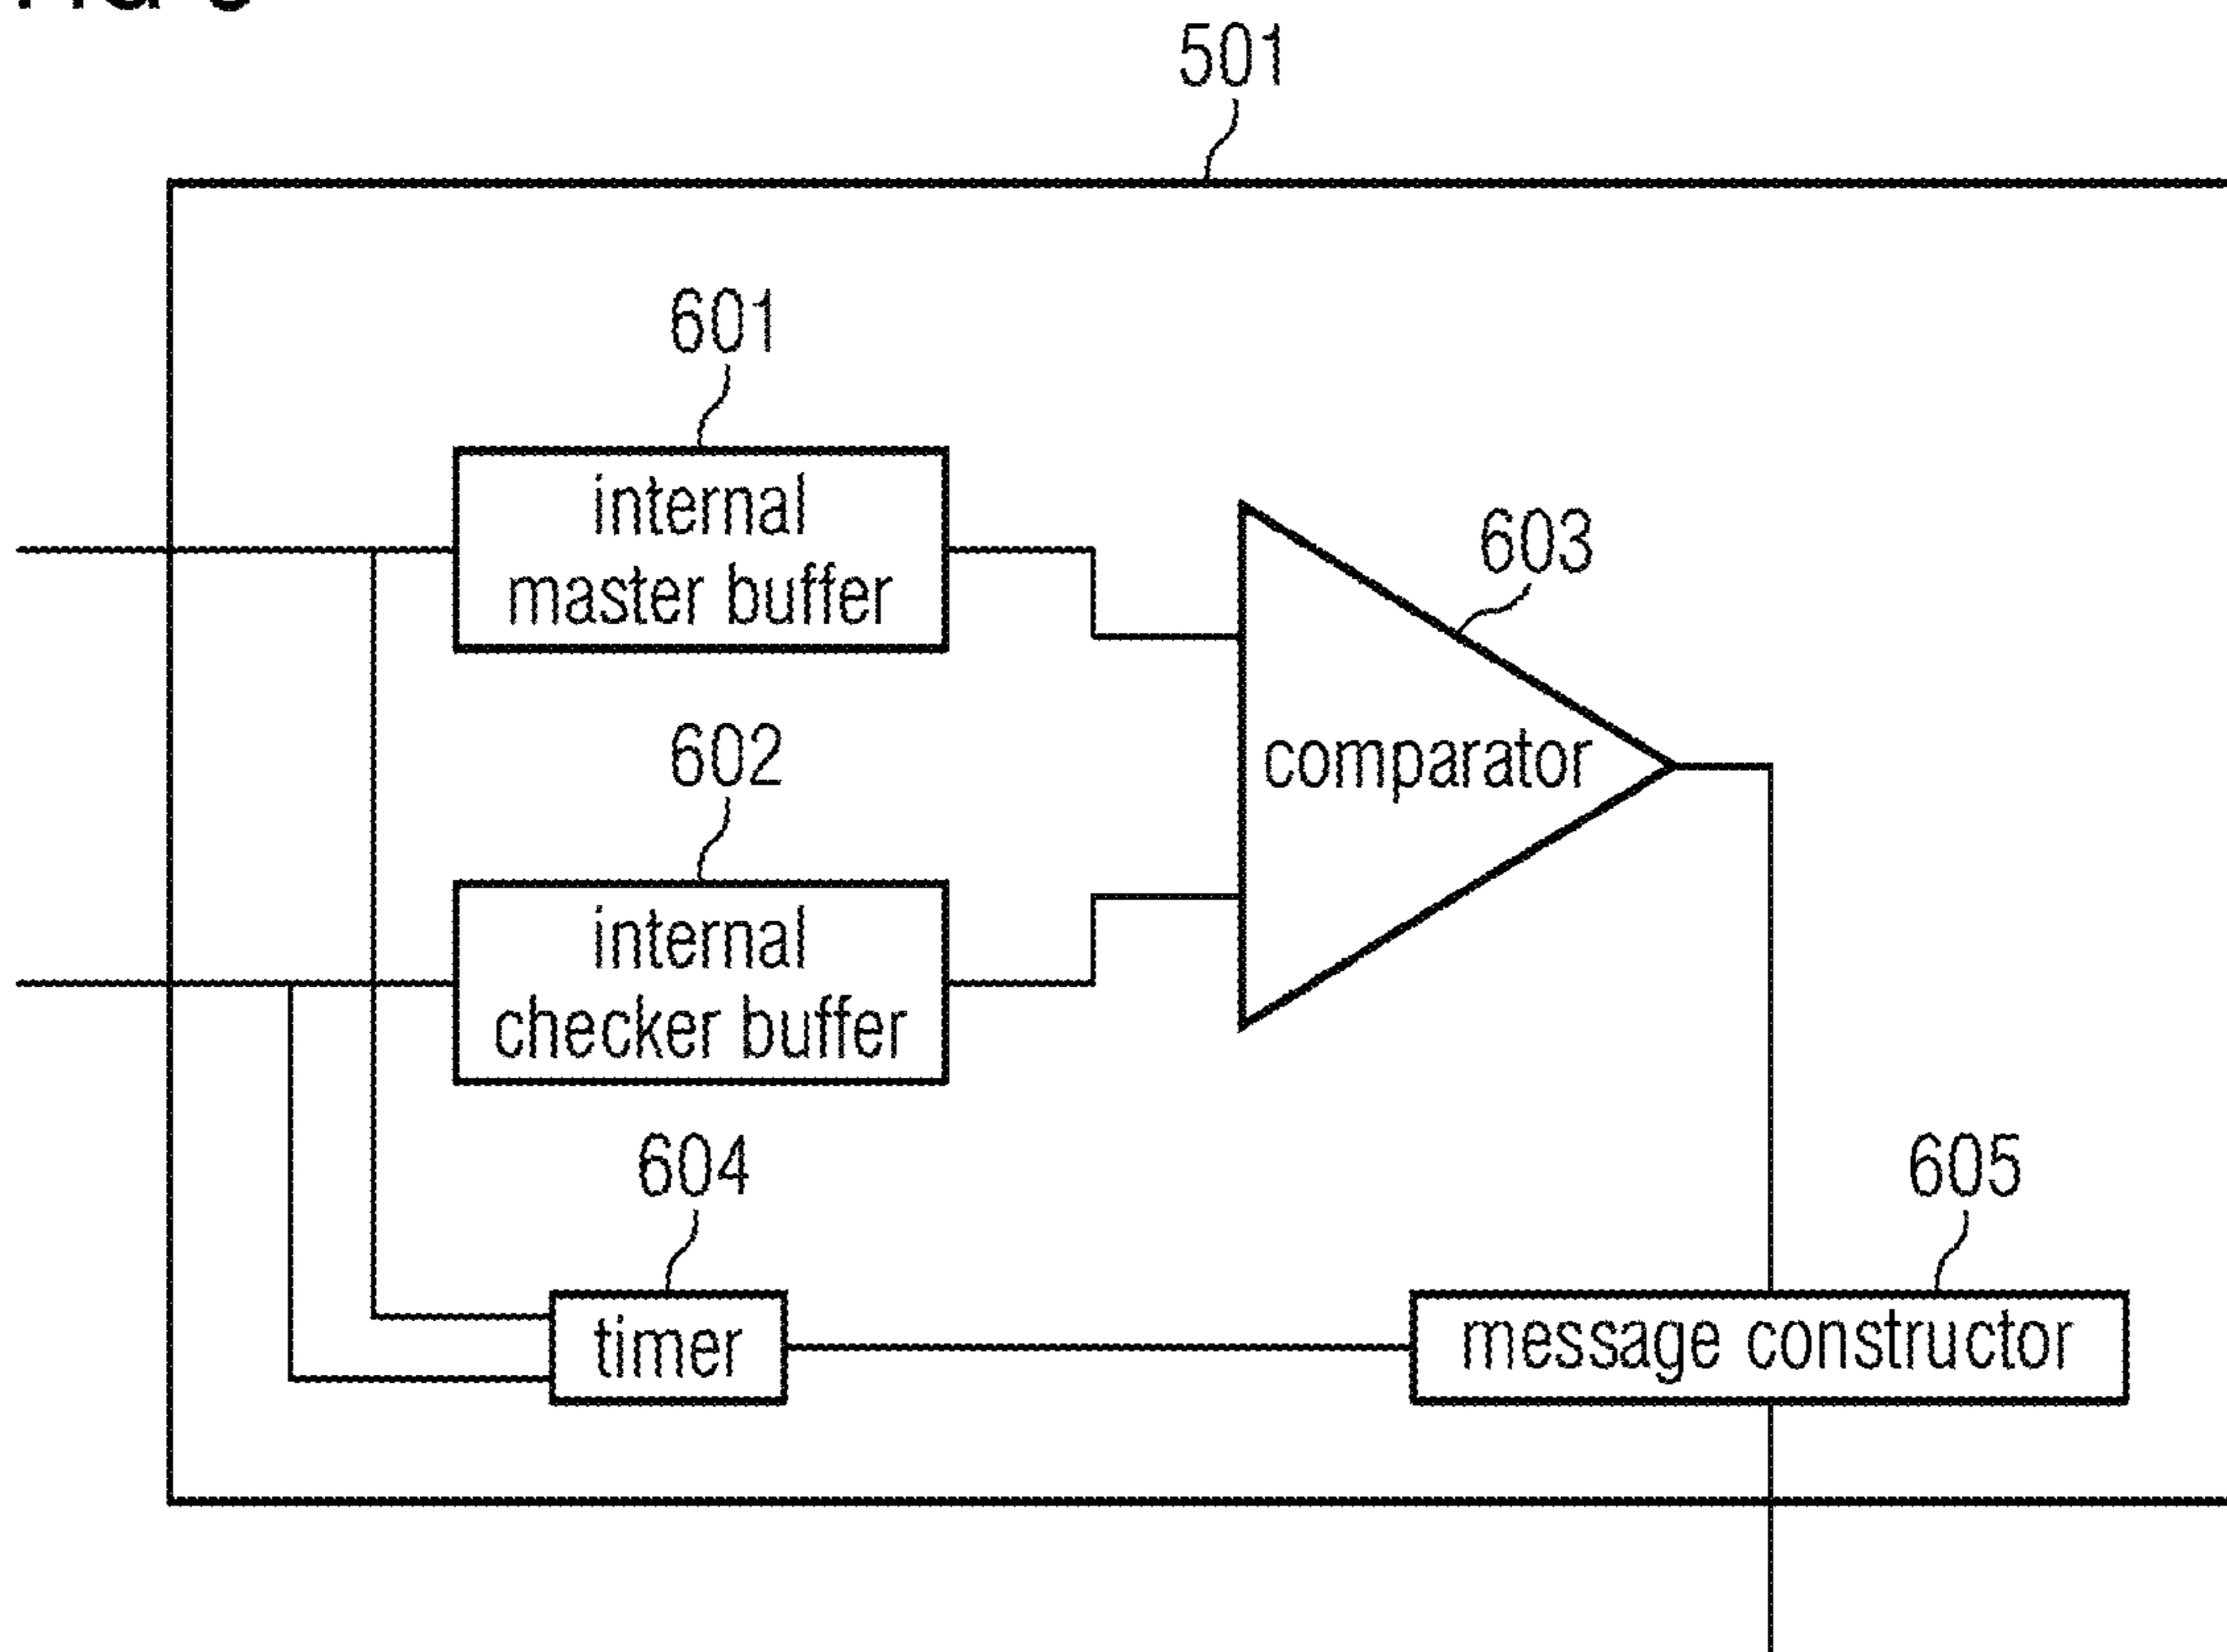 501
601
internal
master buffer
603
602
comparator
internal
checker buffer
604
605
timer
message constructor